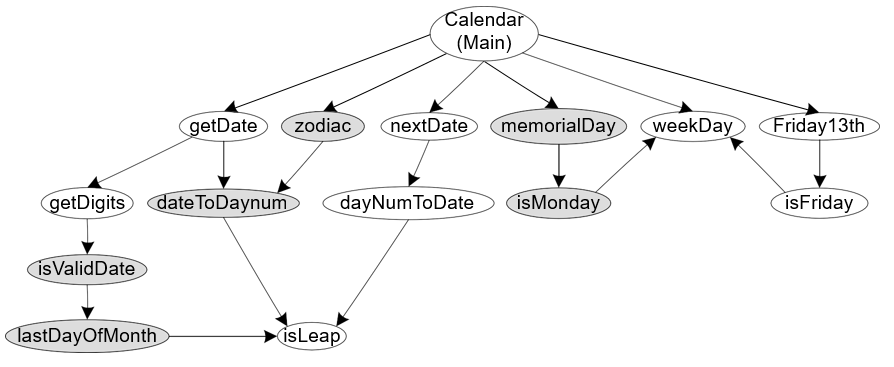 Calendar
(Main)
getDate
zodiac
nextDate
memorialDay
weekDay
Friday13th
getDigits
dateToDaynum
dayNumToDate
isMonday
isFriday
isValidDate
lastDayOfMonth
isLeap